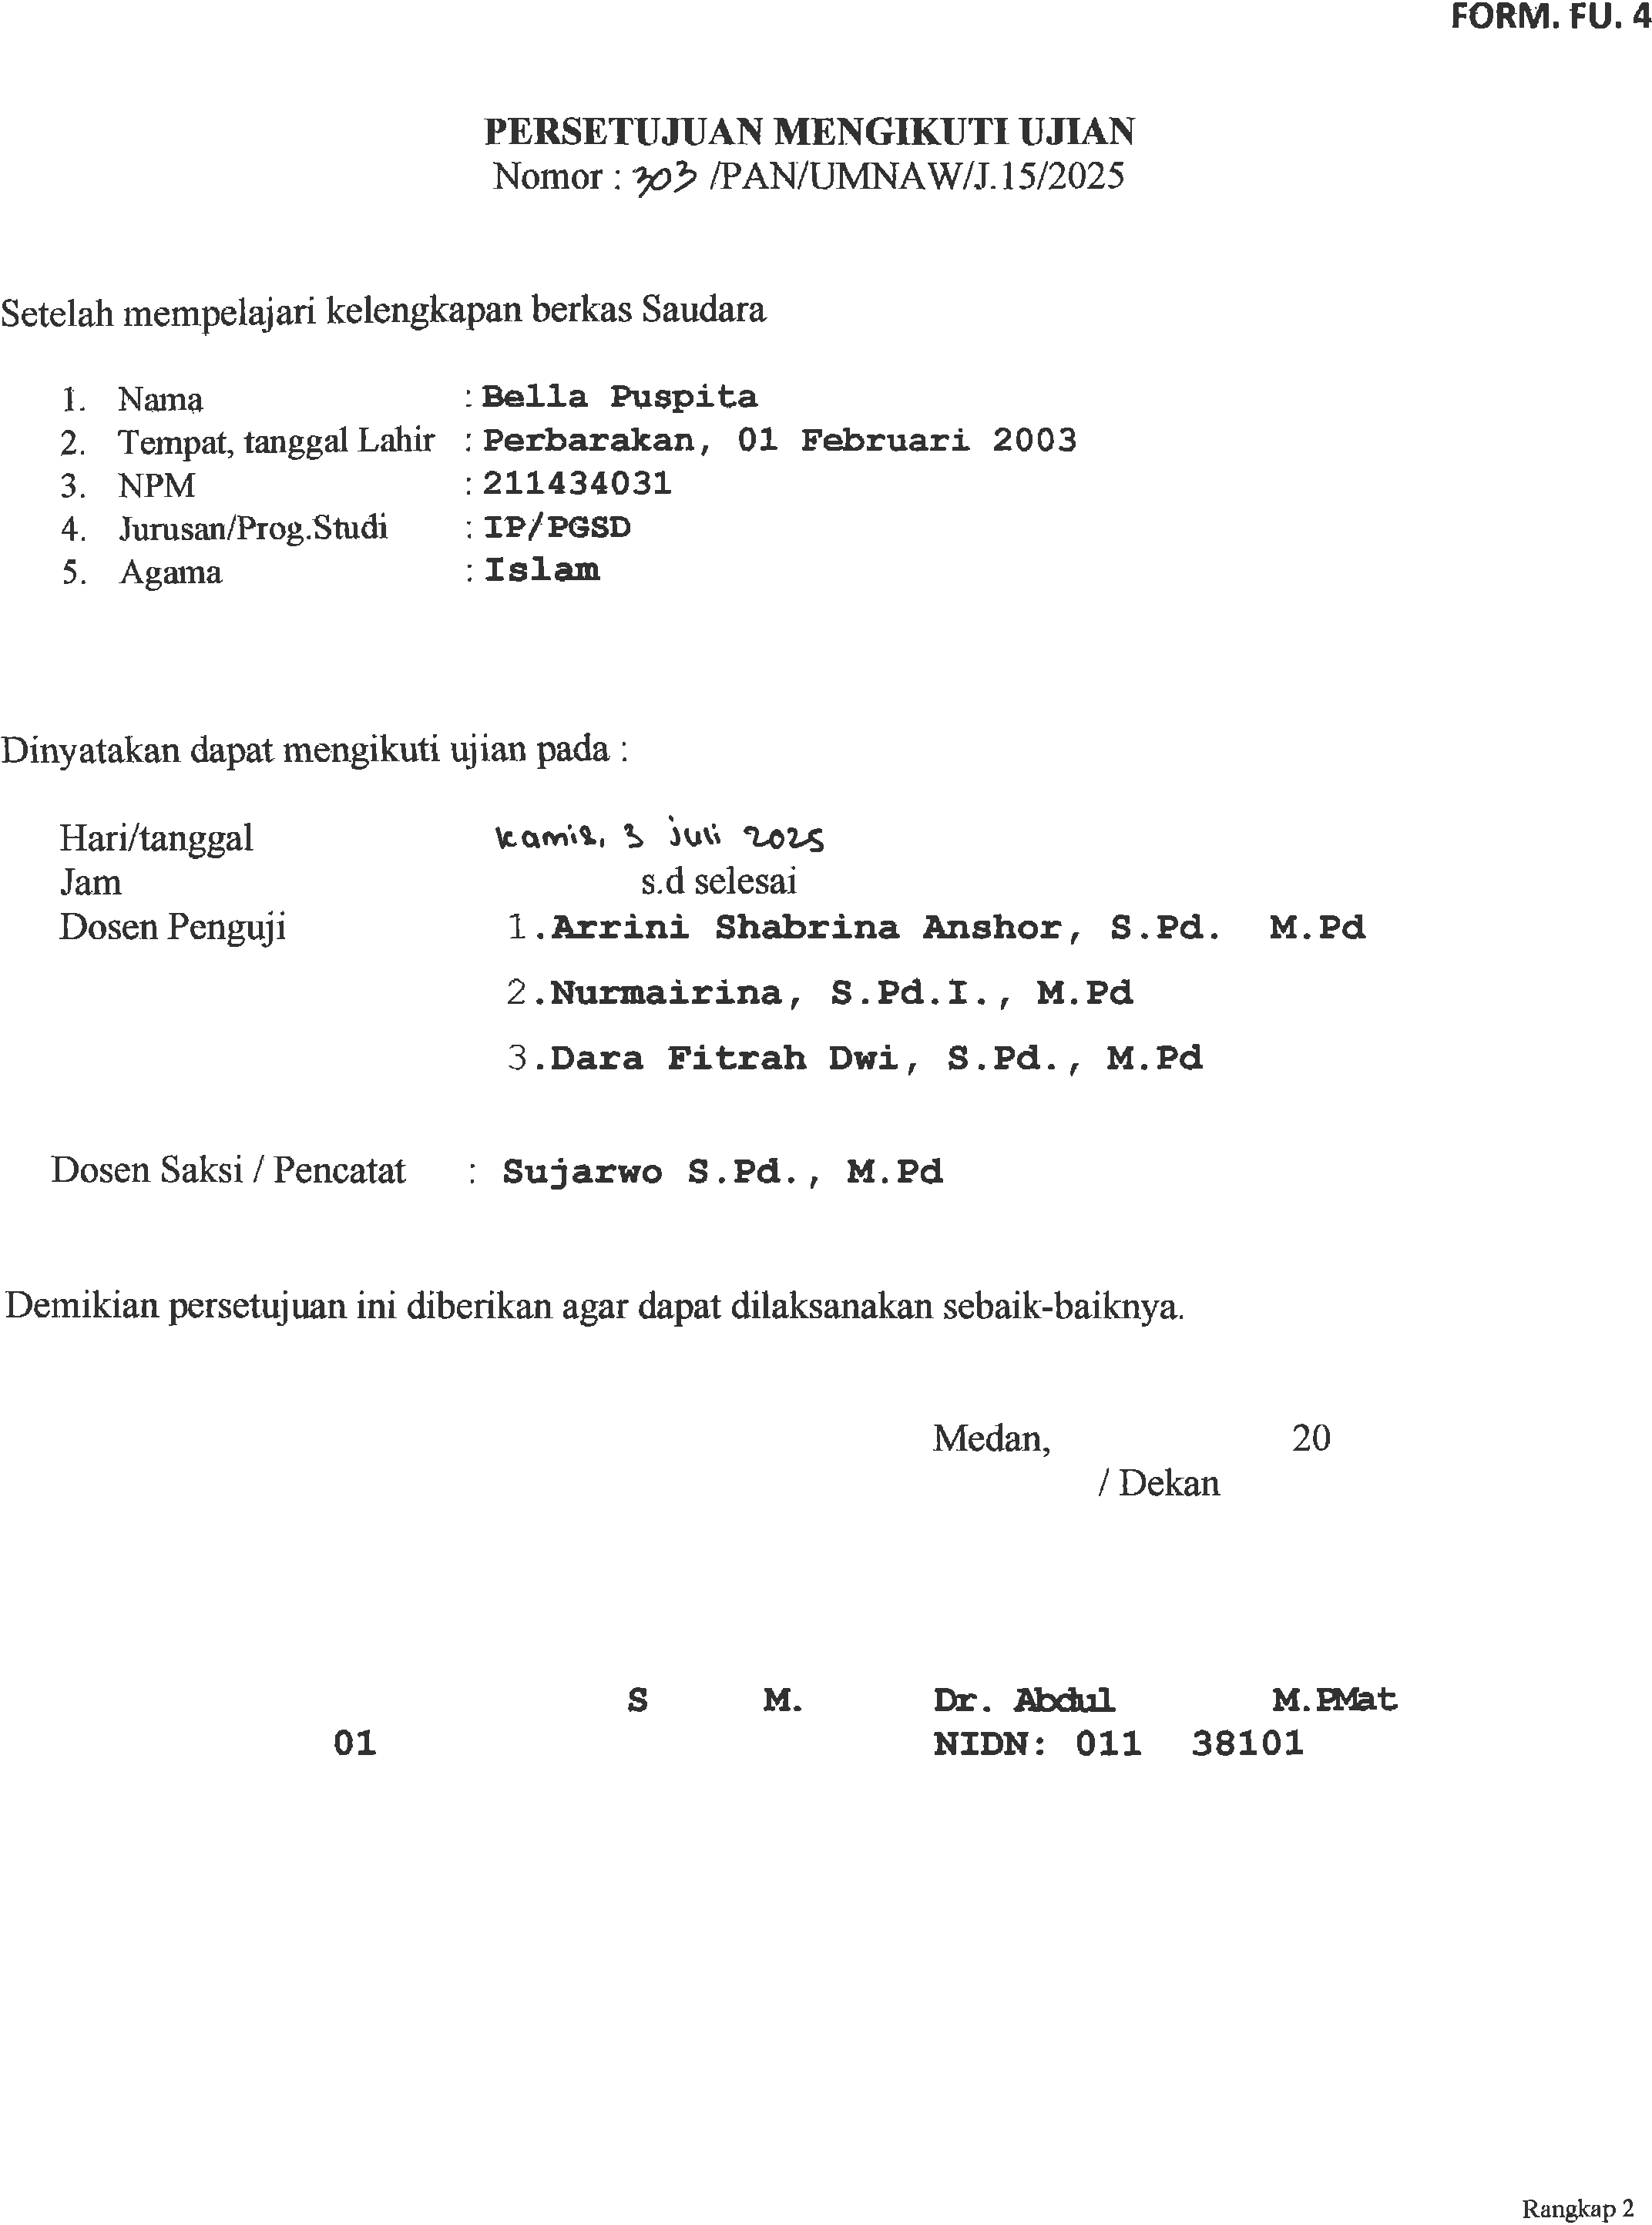 FORM. FU. 4
PERSETUJUAN MENGIKUTI UJIAN
Nomor : 303 /PAN/UMNAW/J.15/2025
Setelah mempelajari kelengkapan berkas Saudara
1. Nama : Bella Puspita
2. Tempat, tanggal Lahir : Perbarakan, 01 Februari 2003
3. NPM : 211434031
4. Jurusan/Prog.Studi : IP/PGSD
5. Agama : Islam
Dinyatakan dapat mengikuti ujian pada :
Hari/tanggal Kamis, 3 Juli 2025
Jam s.d selesai
Dosen Penguji 1.Arrini Shabrina Anshor, S.Pd. M.Pd
2.Nurmairina, S.Pd.I., M.Pd
3.Dara Fitrah Dwi, S.Pd., M.Pd
Dosen Saksi / Pencatat : Sujarwo S.Pd., M.Pd
Demikian persetujuan ini diberikan agar dapat dilaksanakan sebaik-baiknya.
Medan, 20
/ Dekan
S M. Dr. Abdul M.PMat
01 NIDN: 011 38101
Rangkap 2